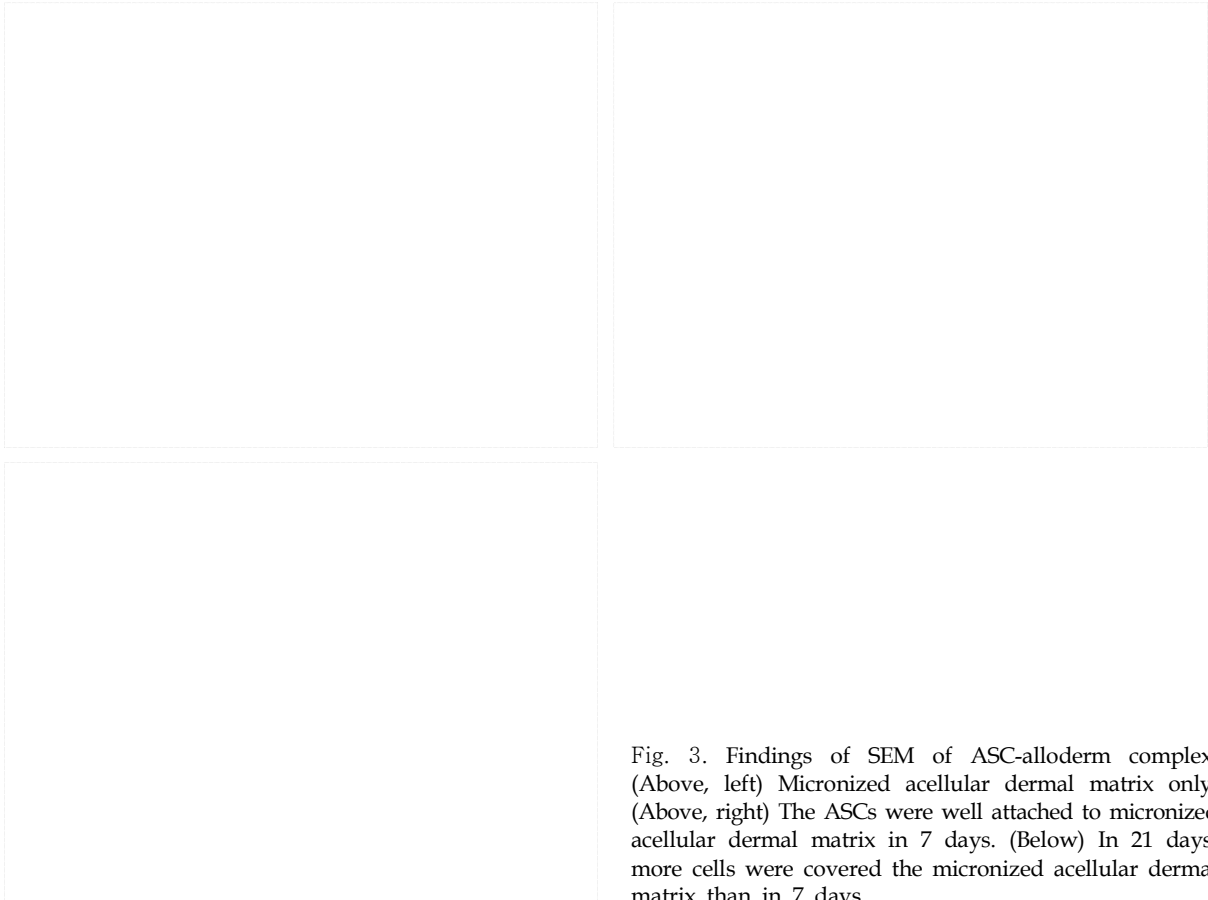 Fig. 3. Findings of SEM of ASC-alloderm complex
(Above, left) Micronized acellular dermal matrix only
(Above, right) The ASCs were well attached to micronized
acellular dermal matrix in 7 days. (Below) In 21 days
more cells were covered the micronized acellular derma
matrix than in 7 days